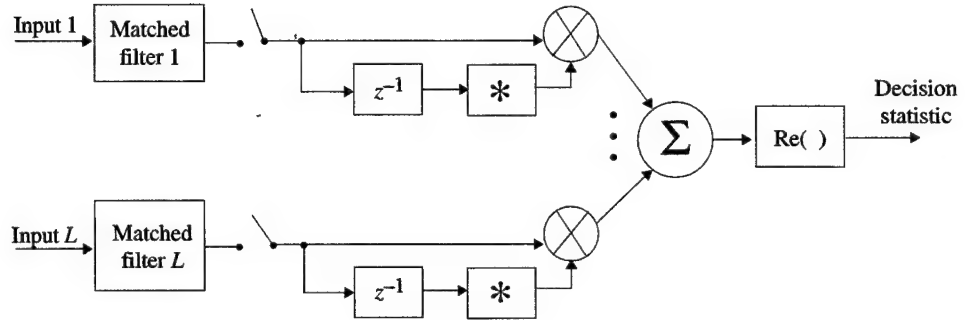 Input 1
Matched
filter 1
z⁻¹
*
Σ
Re( )
Decision
statistic
Input L
Matched
filter L
z⁻¹
*